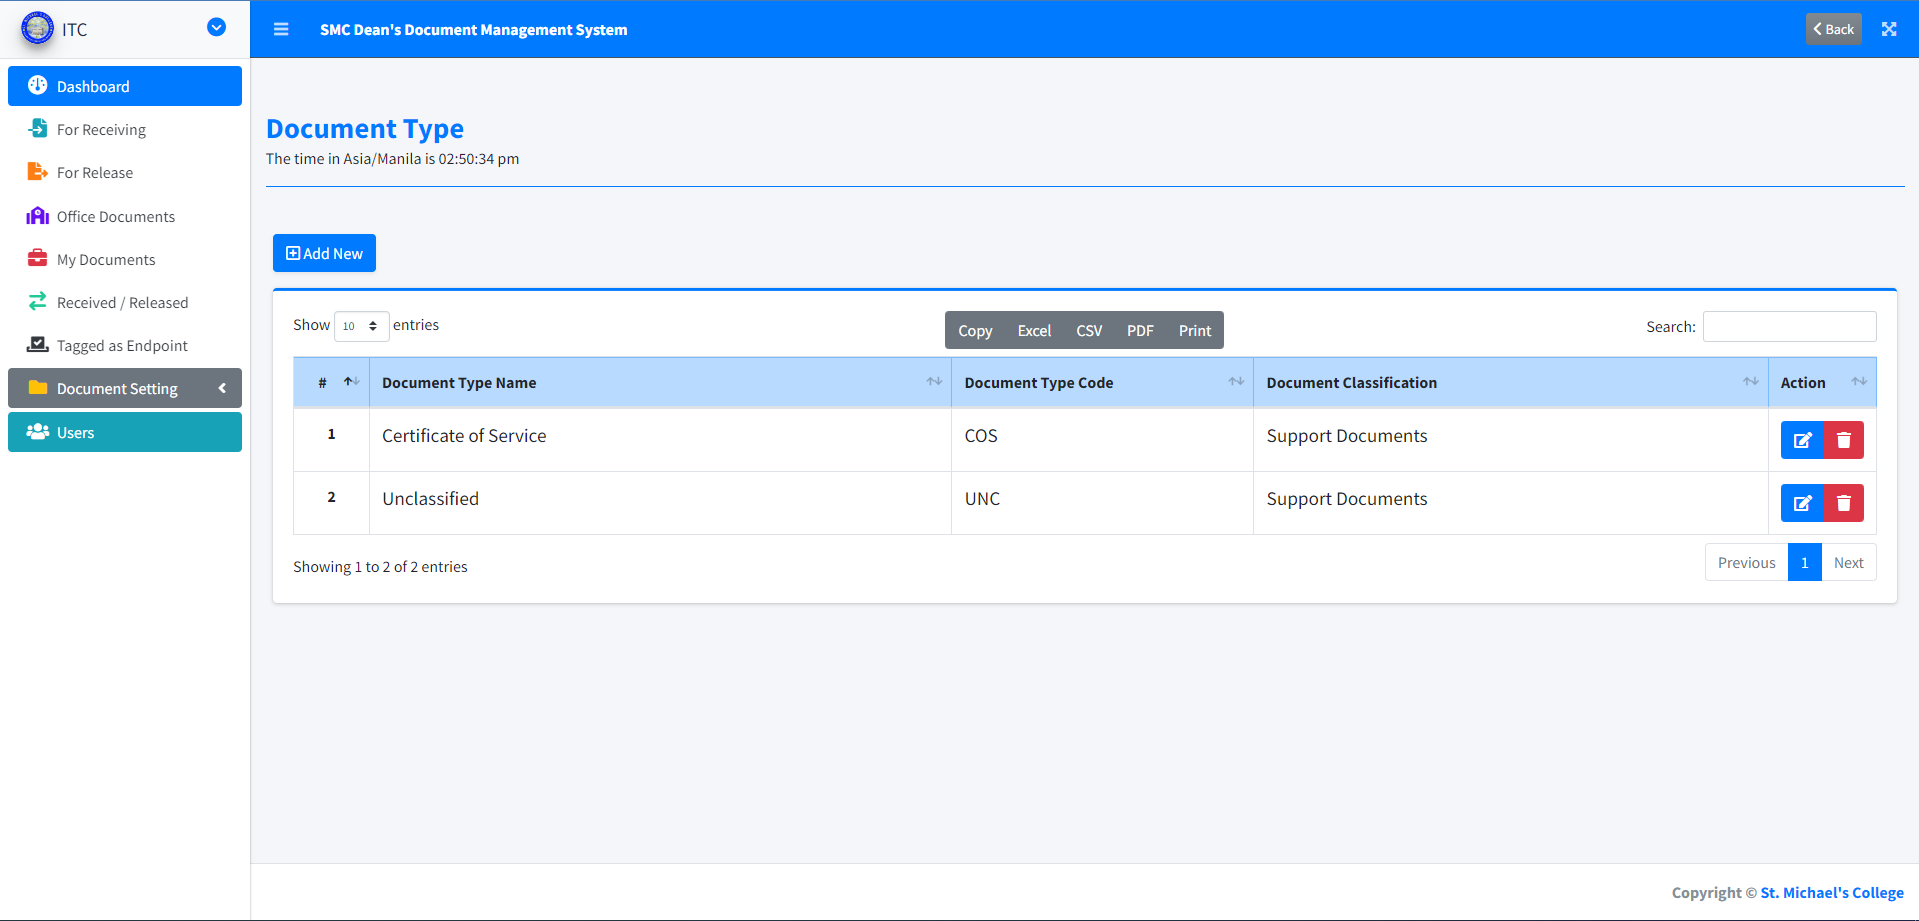 ITC
SMC Dean's Document Management System
Back
Dashboard
For Receiving
For Release
Office Documents
My Documents
Received / Released
Tagged as Endpoint
Document Setting
Users
Document Type
The time in Asia/Manila is 02:50:34 pm
Add New
Show 10 entries
Copy Excel CSV PDF Print
Search:
# Document Type Name Document Type Code Document Classification Action
1 Certificate of Service COS Support Documents
2 Unclassified UNC Support Documents
Showing 1 to 2 of 2 entries
Previous 1 Next
Copyright © St. Michael's College